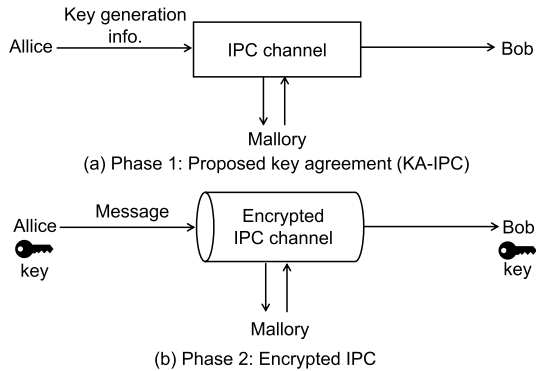 Key generation
info.
Allice
IPC channel
Bob
Mallory
(a) Phase 1: Proposed key agreement (KA-IPC)
Message
Allice
Encrypted
IPC channel
Bob
key
key
Mallory
(b) Phase 2: Encrypted IPC